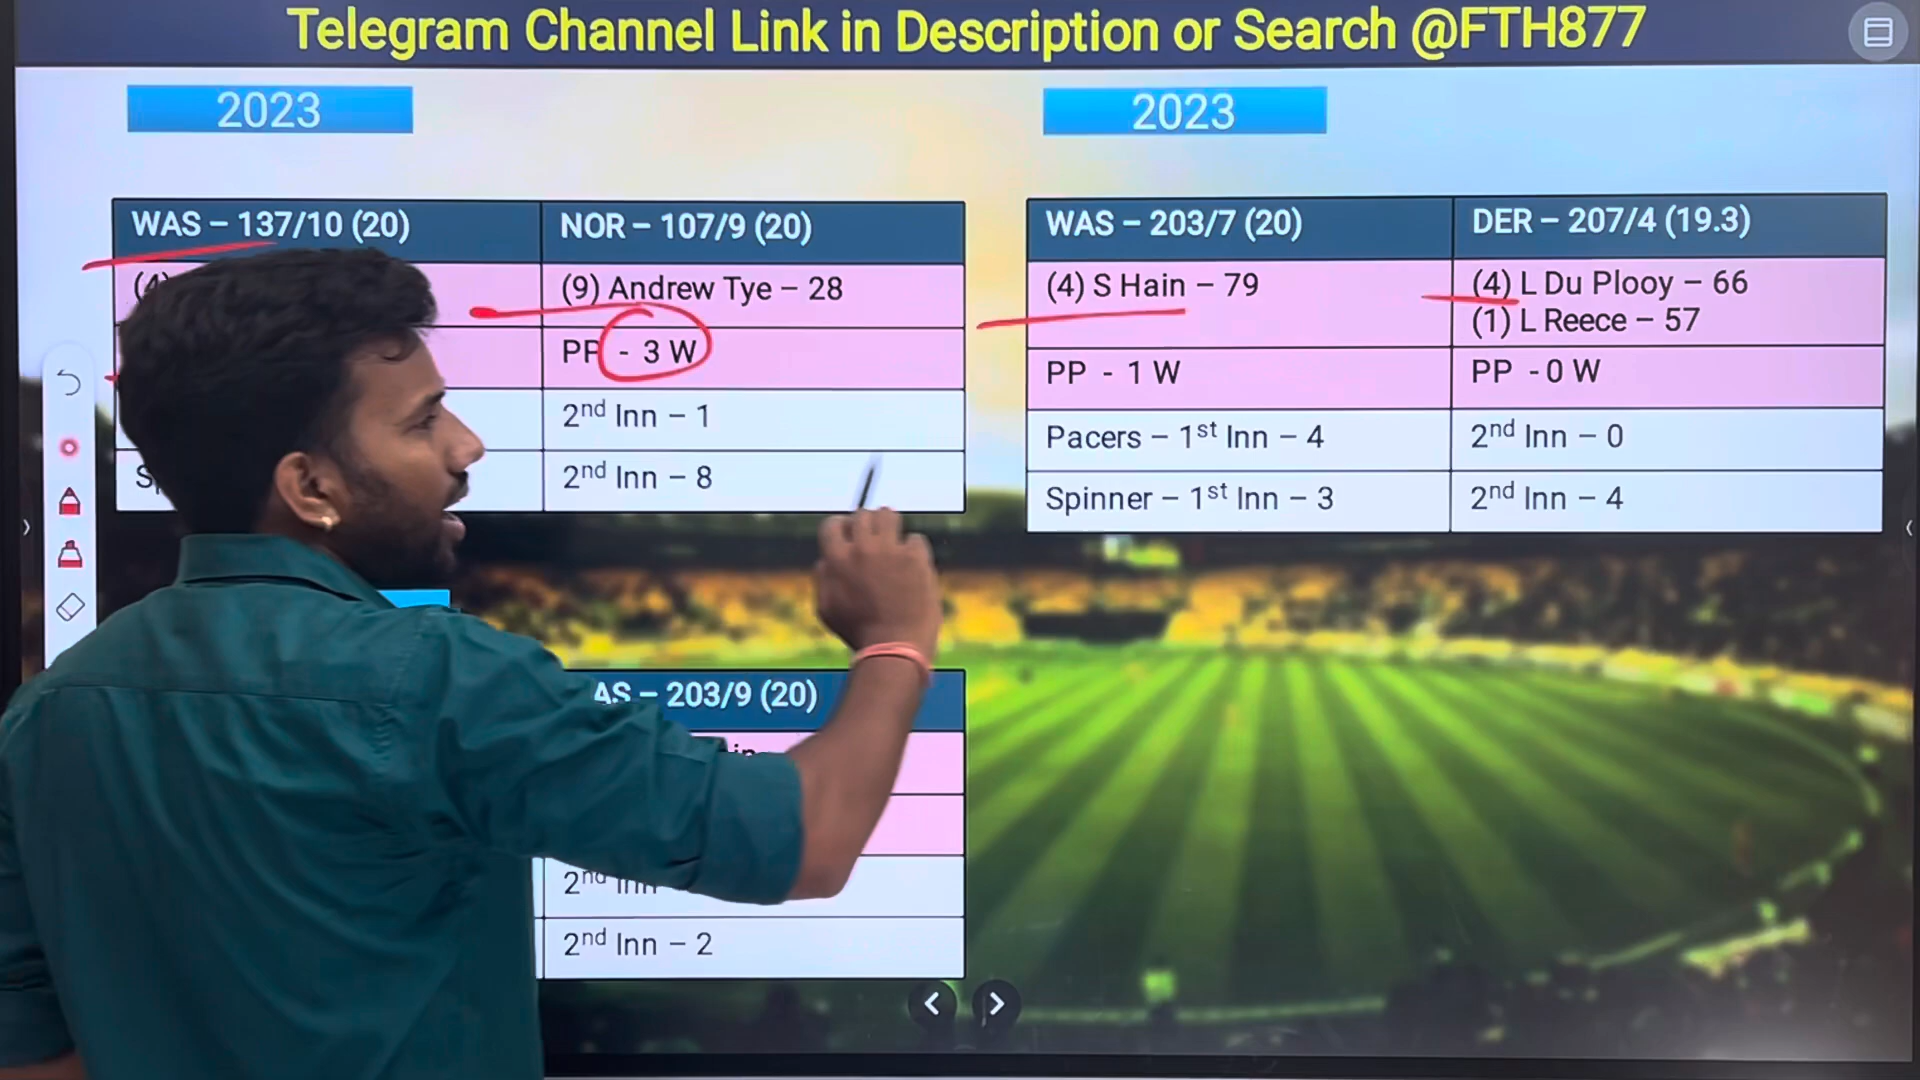 Telegram Channel Link in Description or Search @FTH877
2023
2023
WAS – 137/10 (20)
NOR – 107/9 (20)
(9) Andrew Tye – 28
PP - 3 W
2nd Inn – 1
2nd Inn – 8
WAS – 203/7 (20)
DER – 207/4 (19.3)
(4) S Hain – 79
(4) L Du Plooy – 66
(1) L Reece – 57
PP - 1 W
PP - 0 W
Pacers – 1st Inn – 4
2nd Inn – 0
Spinner – 1st Inn – 3
2nd Inn – 4
AS – 203/9 (20)
2nd Inn
2nd Inn – 2